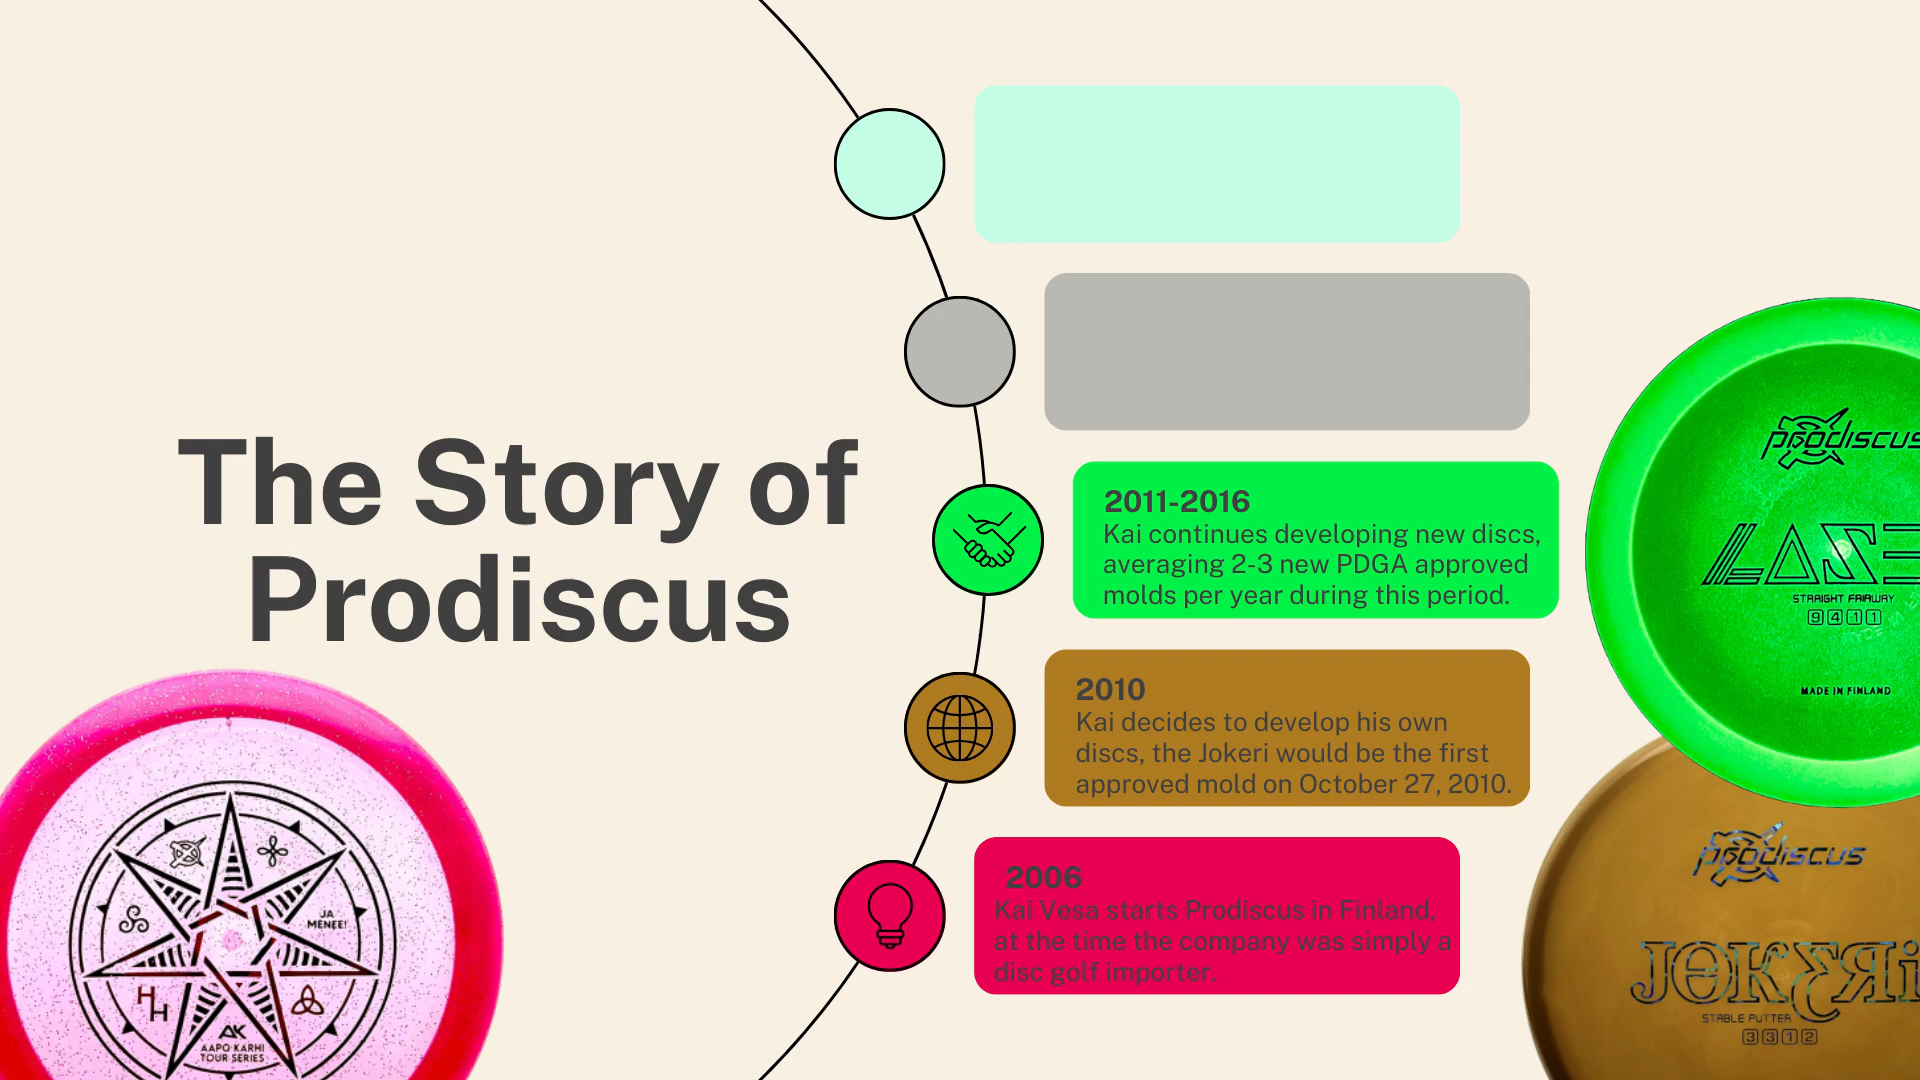 The Story of
Prodiscus
2011-2016
Kai continues developing new discs,
averaging 2-3 new PDGA approved
molds per year during this period.
2010
Kai decides to develop his own
discs, the Jokeri would be the first
approved mold on October 27, 2010.
2006
Kai Vesa starts Prodiscus in Finland,
at the time the company was simply a
disc golf importer.
prodiscus
STRAIGHT FAIRWAY
9 4 1 1
MADE IN FINLAND
prodiscus
JOKERi
STABLE PUTTER
3 3 1 2
JA
MENEE!
H
H
AK
AAPO KARHI
TOUR SERIES